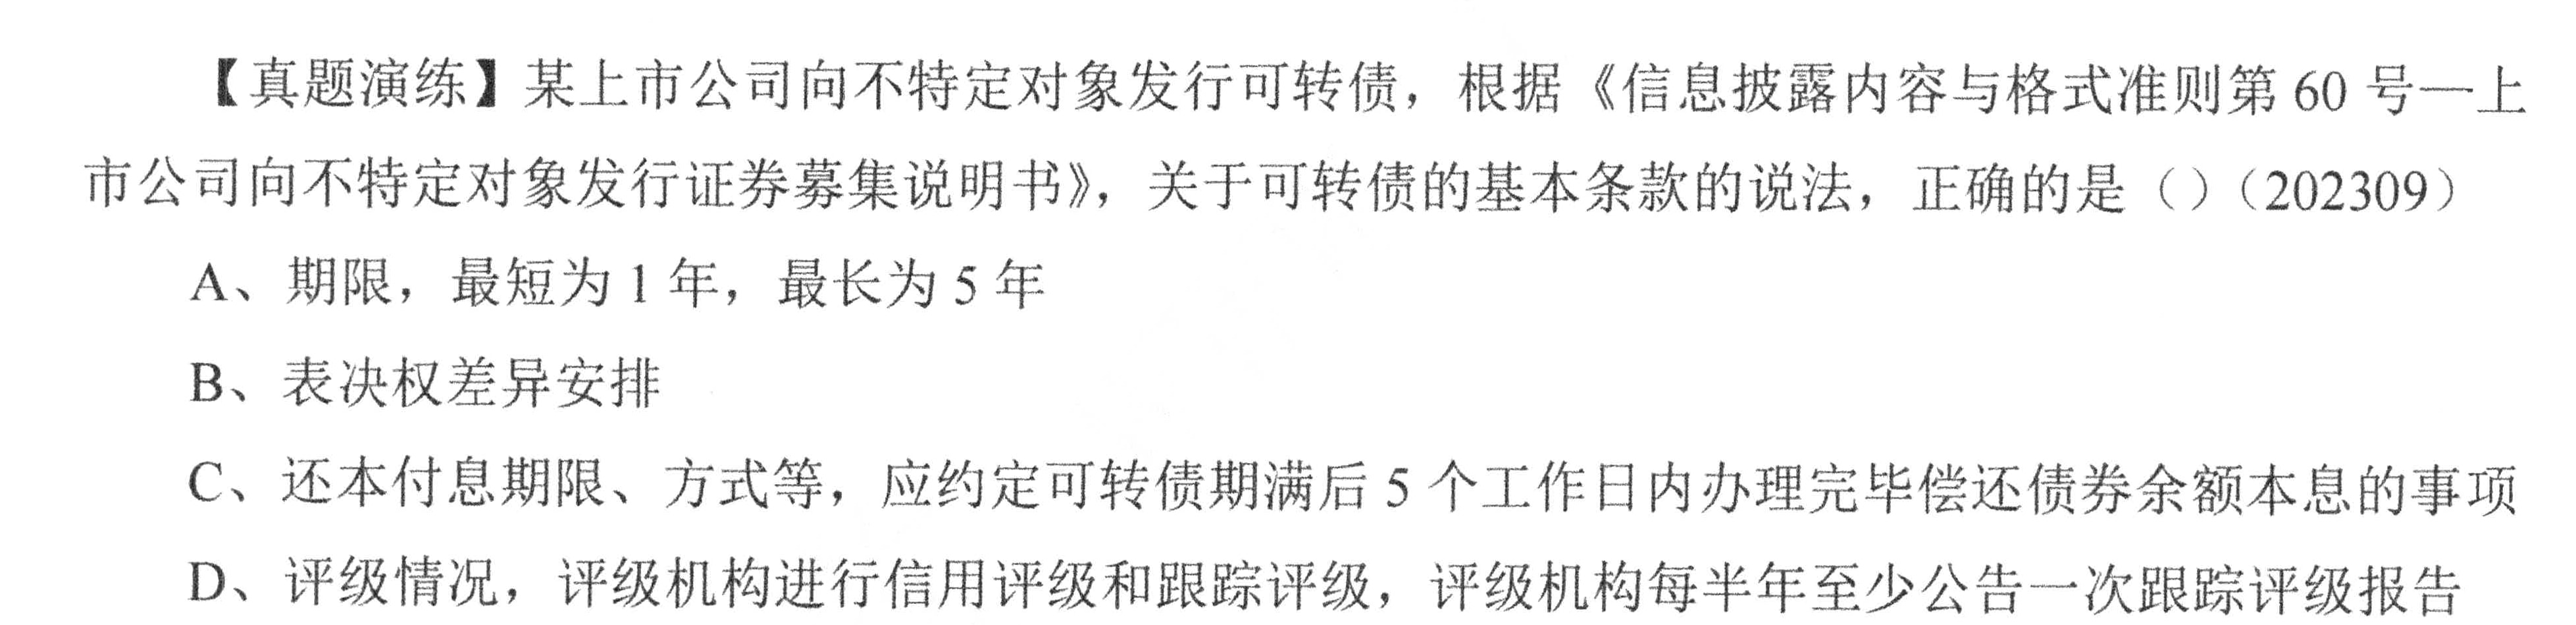 【真题演练】某上市公司向不特定对象发行可转债，根据《信息披露内容与格式准则第 60 号—上
市公司向不特定对象发行证券募集说明书》，关于可转债的基本条款的说法，正确的是（）（202309）
A、期限，最短为 1 年，最长为 5 年
B、表决权差异安排
C、还本付息期限、方式等，应约定可转债期满后 5 个工作日内办理完毕偿还债券余额本息的事项
D、评级情况，评级机构进行信用评级和跟踪评级，评级机构每半年至少公告一次跟踪评级报告